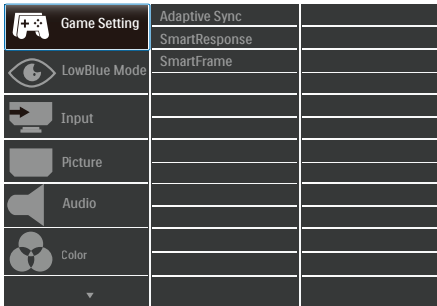 Game Setting
LowBlue Mode
Input
Picture
Audio
Color
Adaptive Sync
SmartResponse
SmartFrame